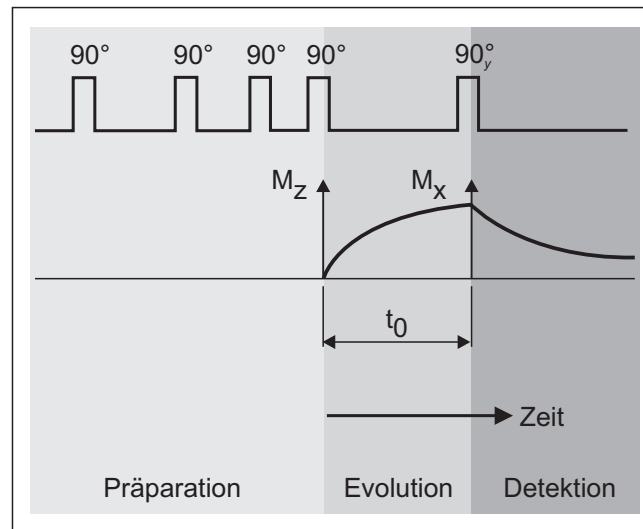 90° 90° 90° 90° 90°y
Mz Mx
t0
Zeit
Präparation Evolution Detektion